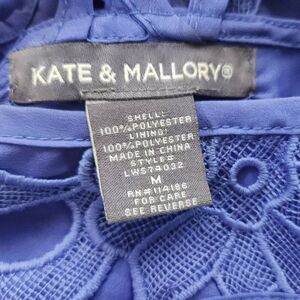 KATE & MALLORY®
SHELL:
100%POLYESTER
LINING:
100%POLYESTER
MADE IN CHINA
STYLE#
LWS74032
M
RN#114186
FOR CARE
SEE REVERSE